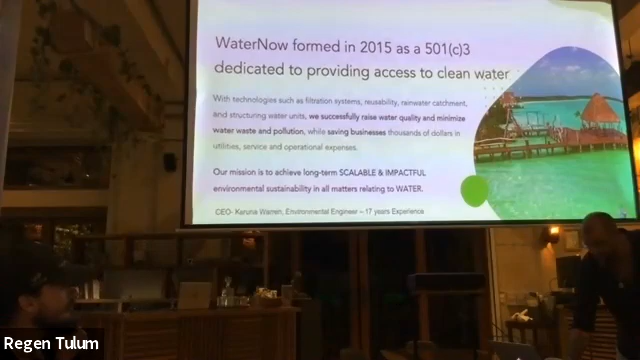 WaterNow formed in 2015 as a 501(c)3
dedicated to providing access to clean water
With technologies such as filtration systems, reusability, rainwater catchment,
and structuring water units, we successfully raise water quality and minimize
water waste and pollution, while saving businesses thousands of dollars in
utilities, service and operational expenses.
Our mission is to achieve long-term SCALABLE & IMPACTFUL
environmental sustainability in all matters relating to WATER.
CEO- Karuna Warren, Environmental Engineer – 17 years Experience
Regen Tulum